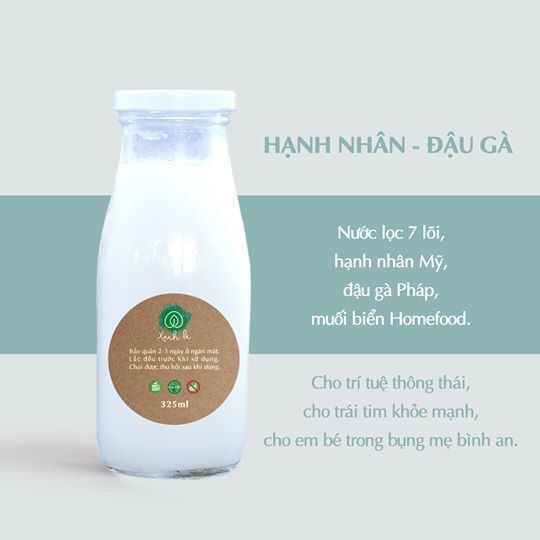 HẠNH NHÂN - ĐẬU GÀ
Nước lọc 7 lõi,
hạnh nhân Mỹ,
đậu gà Pháp,
muối biển Homefood.
Cho trí tuệ thông thái,
cho trái tim khỏe mạnh,
cho em bé trong bụng mẹ bình an.
Xanh lá
Bảo quản 2-3 ngày ở ngăn mát.
Lắc đều trước khi sử dụng.
Chai được thu hồi sau khi dùng.
325ml